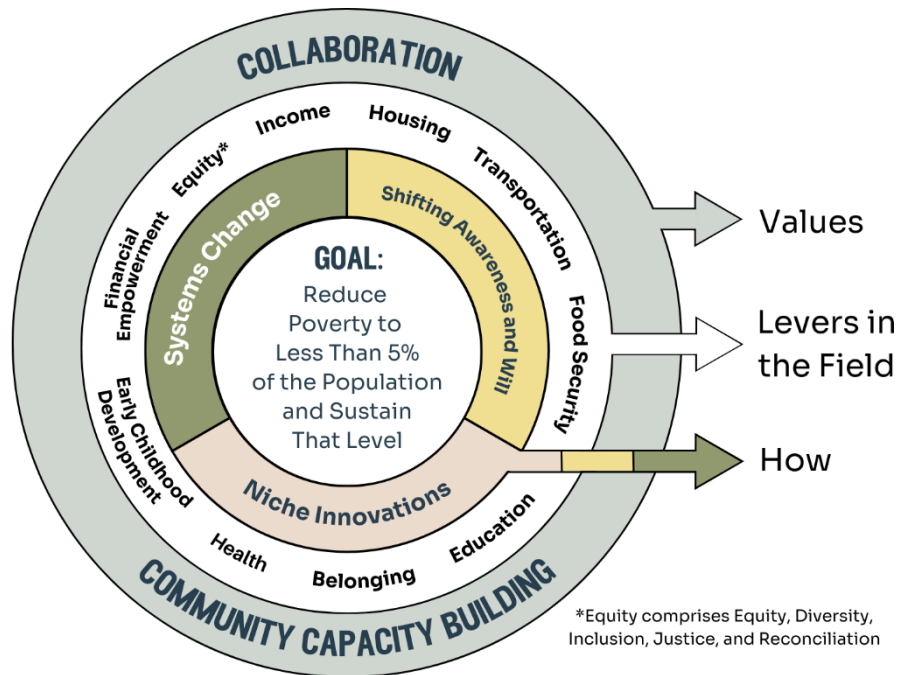 COLLABORATION
Income
Housing
Equity*
Transportation
Financial
Empowerment
Systems Change
Shifting Awareness and Will
GOAL:
Reduce
Poverty to
Less Than 5%
of the Population
and Sustain
That Level
Values
Levers in
the Field
Food Security
Early Childhood
Development
How
Niche Innovations
Education
Health
Belonging
COMMUNITY CAPACITY BUILDING
*Equity comprises Equity, Diversity,
Inclusion, Justice, and Reconciliation